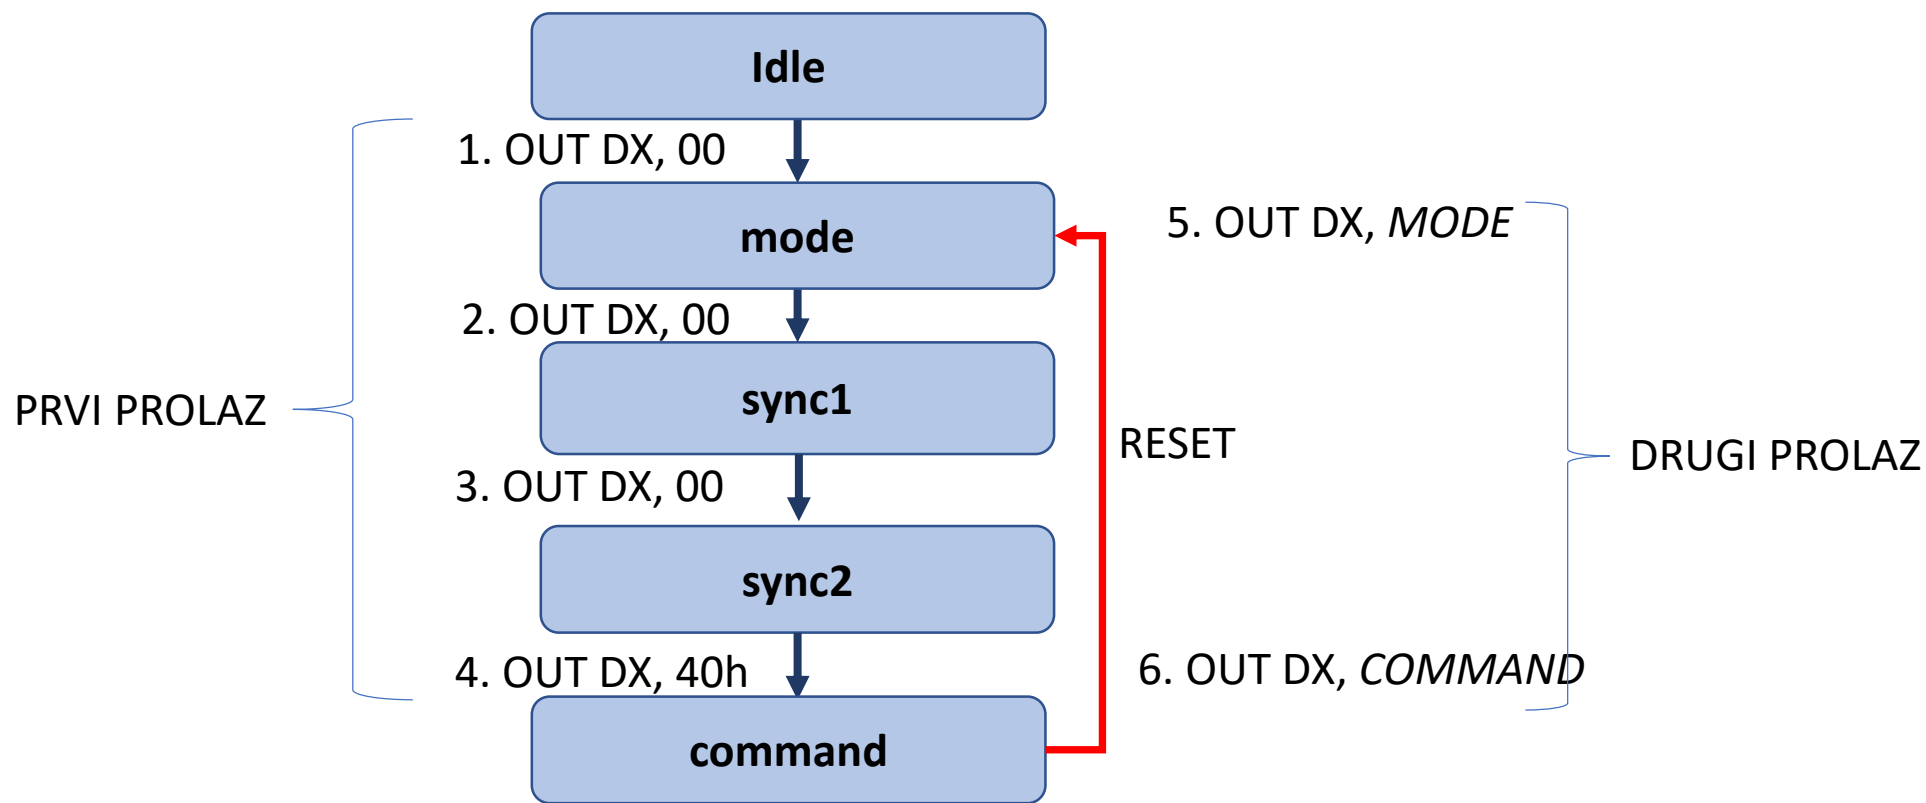 Idle
1. OUT DX, 00
mode
5. OUT DX, MODE
2. OUT DX, 00
sync1
PRVI PROLAZ
RESET
DRUGI PROLAZ
3. OUT DX, 00
sync2
4. OUT DX, 40h
6. OUT DX, COMMAND
command